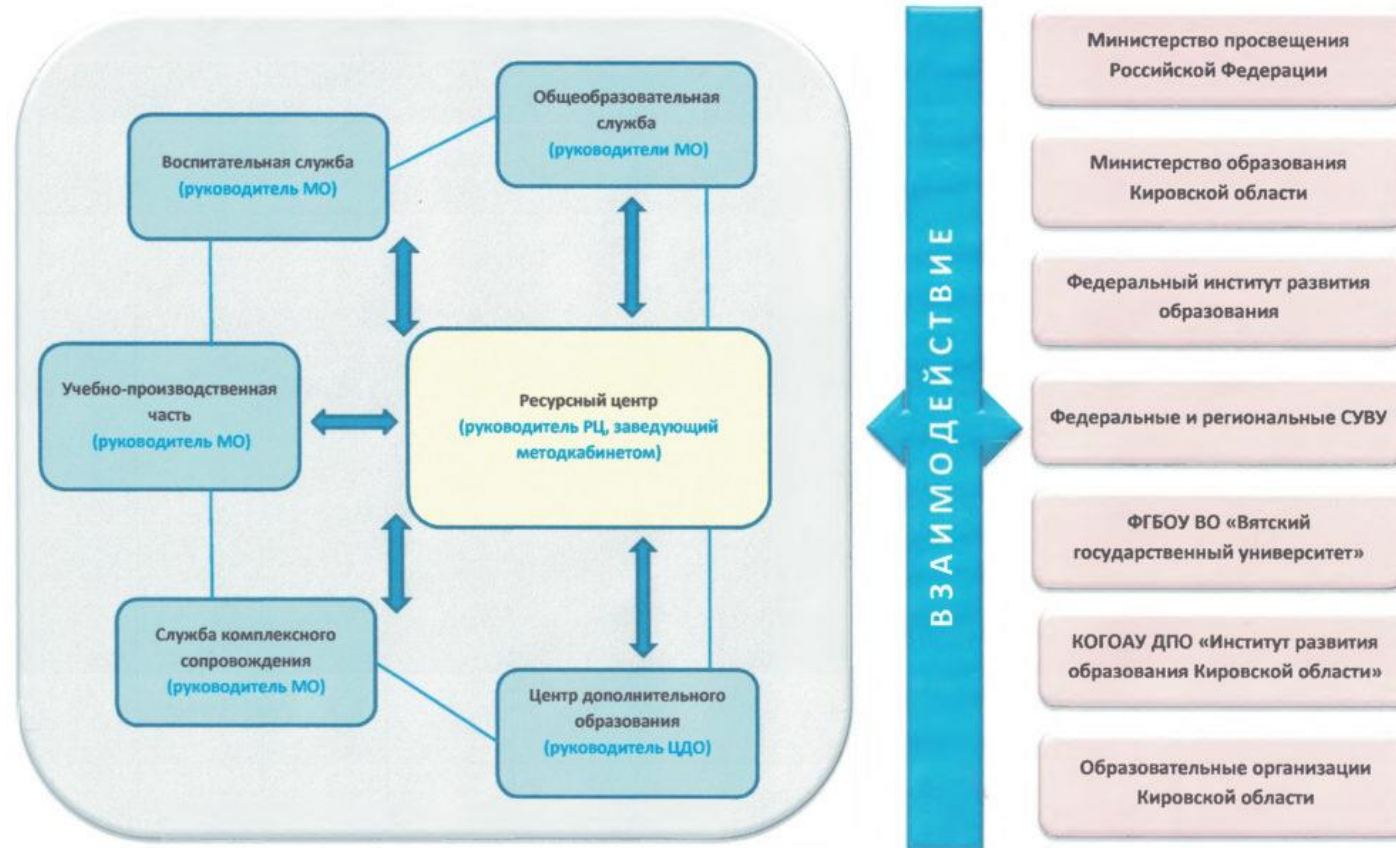 Общеобразовательная
служба
(руководители МО)
Воспитательная служба
(руководитель МО)
Учебно-производственная
часть
(руководитель МО)
Ресурсный центр
(руководитель РЦ, заведующий
методкабинетом)
Служба комплексного
сопровождения
(руководитель МО)
Центр дополнительного
образования
(руководитель ЦДО)
ВЗАИМОДЕЙСТВИЕ
Министерство просвещения
Российской Федерации
Министерство образования
Кировской области
Федеральный институт развития
образования
Федеральные и региональные СУВУ
ФГБОУ ВО «Вятский
государственный университет»
КОГОАУ ДПО «Институт развития
образования Кировской области»
Образовательные организации
Кировской области